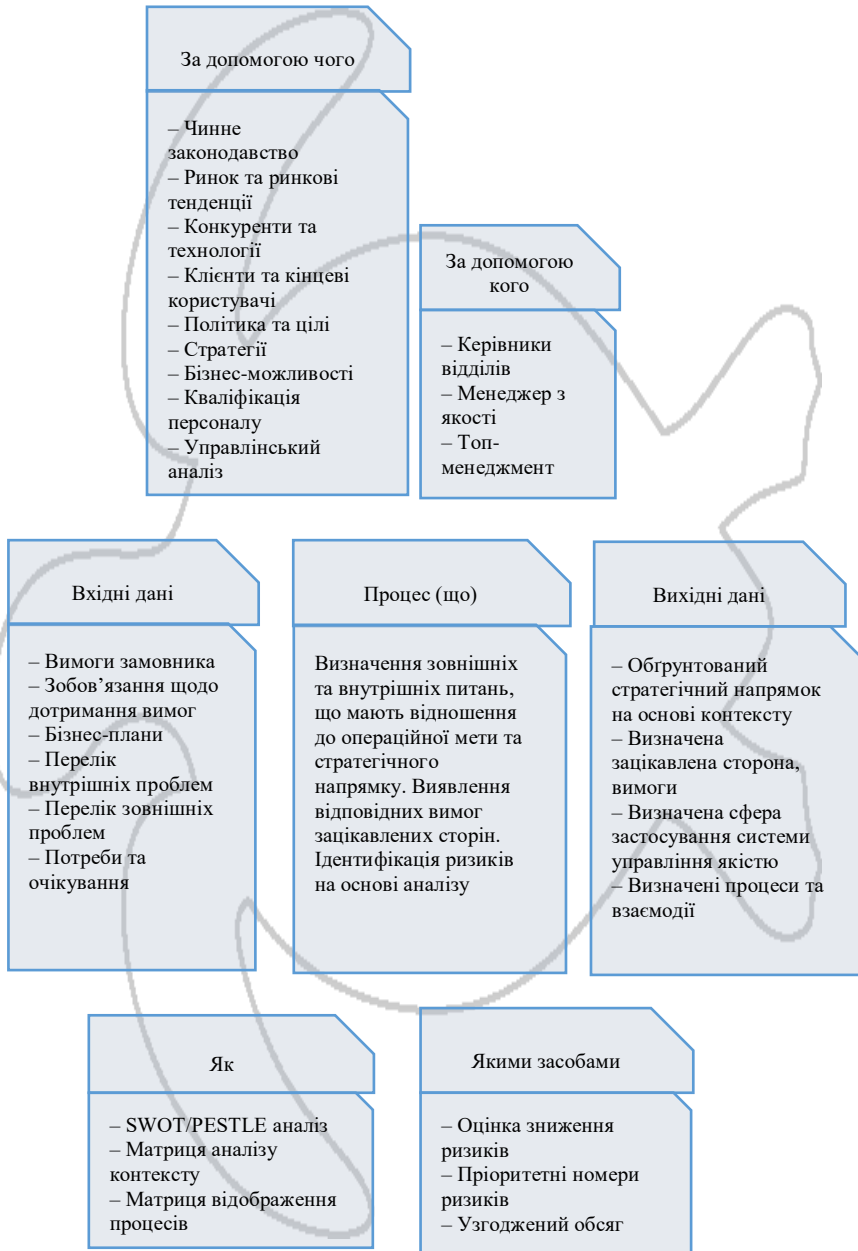 За допомогою чого
– Чинне
законодавство
– Ринок та ринкові
тенденції
– Конкуренти та
технології
– Клієнти та кінцеві
користувачі
– Політика та цілі
– Стратегії
– Бізнес-можливості
– Кваліфікація
персоналу
– Управлінський
аналіз
За допомогою
кого
– Керівники
відділів
– Менеджер з
якості
– Топ-
менеджмент
Вхідні дані
– Вимоги замовника
– Зобов’язання щодо
дотримання вимог
– Бізнес-плани
– Перелік
внутрішніх проблем
– Перелік зовнішніх
проблем
– Потреби та
очікування
Процес (що)
Визначення зовнішніх
та внутрішніх питань,
що мають відношення
до операційної мети та
стратегічного
напрямку. Виявлення
відповідних вимог
зацікавлених сторін.
Ідентифікація ризиків
на основі аналізу
Вихідні дані
– Обґрунтований
стратегічний напрямок
на основі контексту
– Визначена
зацікавлена сторона,
вимоги
– Визначена сфера
застосування системи
управління якістю
– Визначені процеси та
взаємодії
Як
– SWOT/PESTLE аналіз
– Матриця аналізу
контексту
– Матриця відображення
процесів
Якими засобами
– Оцінка зниження
ризиків
– Пріоритетні номери
ризиків
– Узгоджений обсяг